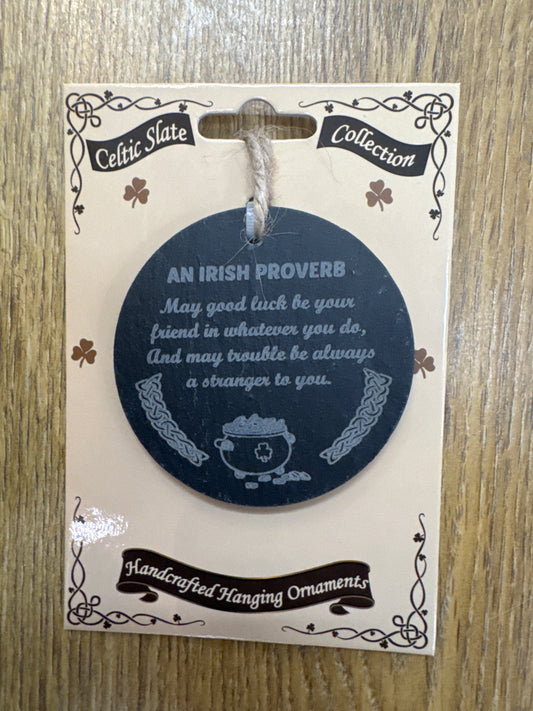 Celtic Slate
Collection
AN IRISH PROVERB
May good luck be your
friend in whatever you do,
And may trouble be always
a stranger to you.
Handcrafted Hanging Ornaments